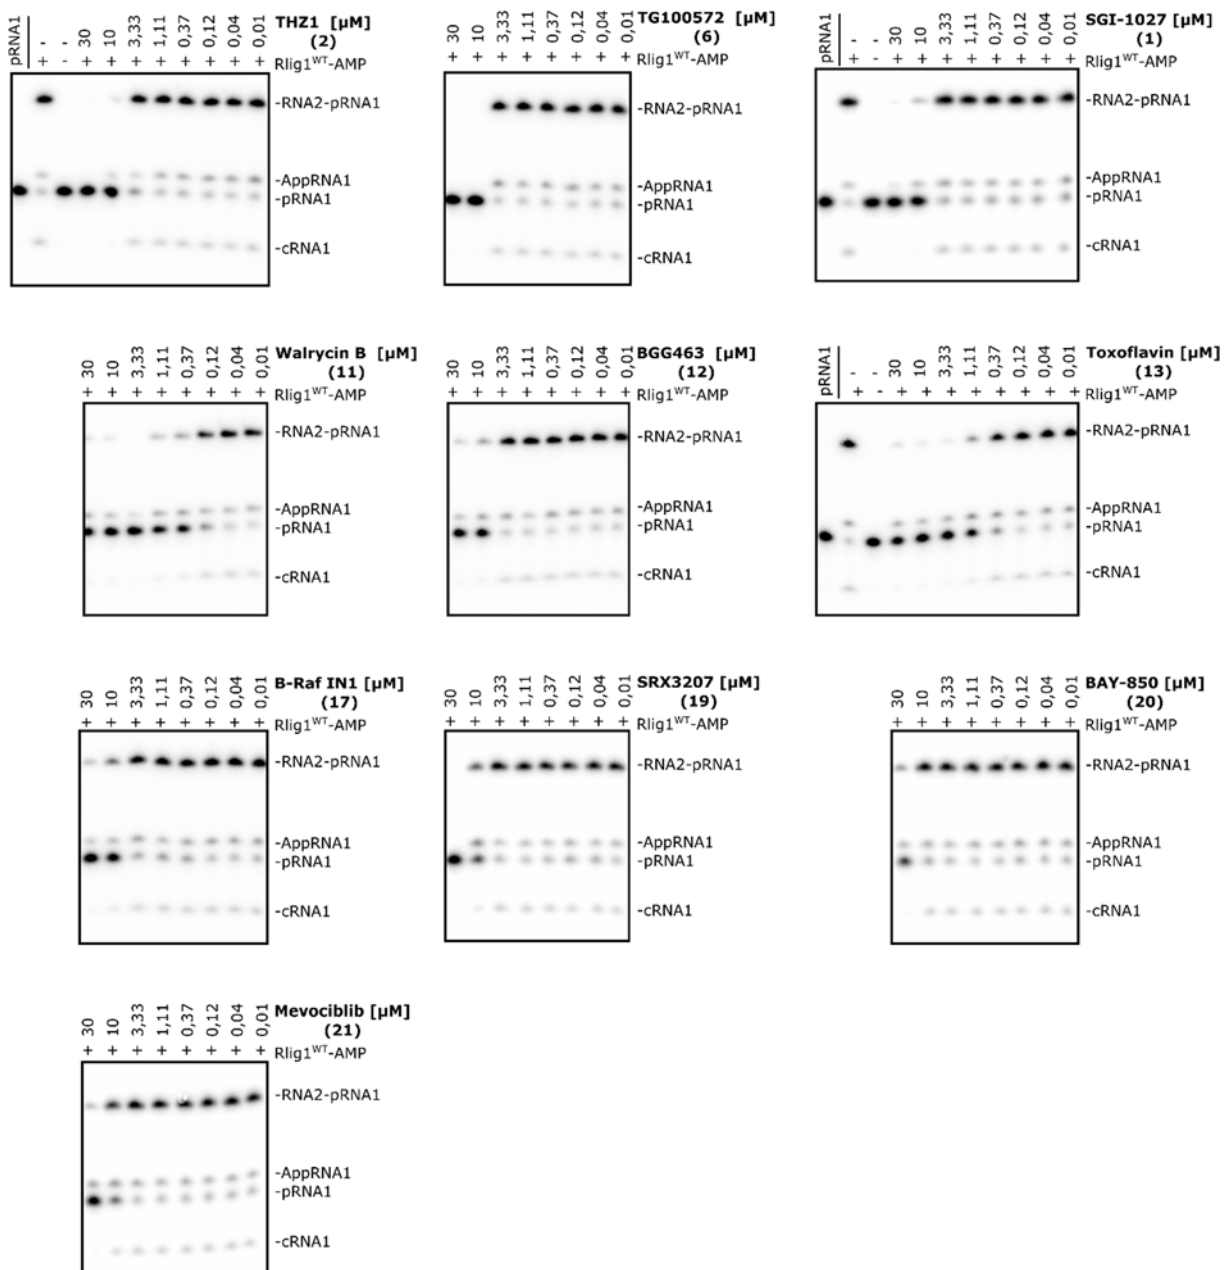 pRNA1 - - 30 10 3,33 1,11 0,37 0,12 0,04 0,01 THZ1 [µM]
(2)
+ - + + + + + + + + Rlig1WT-AMP
-RNA2-pRNA1
-AppRNA1
-pRNA1
-cRNA1
30 10 3,33 1,11 0,37 0,12 0,04 0,01 TG100572 [µM]
(6)
+ + + + + + + + Rlig1WT-AMP
-RNA2-pRNA1
-AppRNA1
-pRNA1
-cRNA1
pRNA1 - - 30 10 3,33 1,11 0,37 0,12 0,04 0,01 SGI-1027 [µM]
(1)
+ - + + + + + + + + Rlig1WT-AMP
-RNA2-pRNA1
-AppRNA1
-pRNA1
-cRNA1
30 10 3,33 1,11 0,37 0,12 0,04 0,01 Walrycin B [µM]
(11)
+ + + + + + + + Rlig1WT-AMP
-RNA2-pRNA1
-AppRNA1
-pRNA1
-cRNA1
30 10 3,33 1,11 0,37 0,12 0,04 0,01 BGG463 [µM]
(12)
+ + + + + + + + Rlig1WT-AMP
-RNA2-pRNA1
-AppRNA1
-pRNA1
-cRNA1
pRNA1 - - 30 10 3,33 1,11 0,37 0,12 0,04 0,01 Toxoflavin [µM]
(13)
+ - + + + + + + + + Rlig1WT-AMP
-RNA2-pRNA1
-AppRNA1
-pRNA1
-cRNA1
30 10 3,33 1,11 0,37 0,12 0,04 0,01 B-Raf IN1 [µM]
(17)
+ + + + + + + + Rlig1WT-AMP
-RNA2-pRNA1
-AppRNA1
-pRNA1
-cRNA1
30 10 3,33 1,11 0,37 0,12 0,04 0,01 SRX3207 [µM]
(19)
+ + + + + + + + Rlig1WT-AMP
-RNA2-pRNA1
-AppRNA1
-pRNA1
-cRNA1
30 10 3,33 1,11 0,37 0,12 0,04 0,01 BAY-850 [µM]
(20)
+ + + + + + + + Rlig1WT-AMP
-RNA2-pRNA1
-AppRNA1
-pRNA1
-cRNA1
30 10 3,33 1,11 0,37 0,12 0,04 0,01 Mevociblib [µM]
(21)
+ + + + + + + + Rlig1WT-AMP
-RNA2-pRNA1
-AppRNA1
-pRNA1
-cRNA1